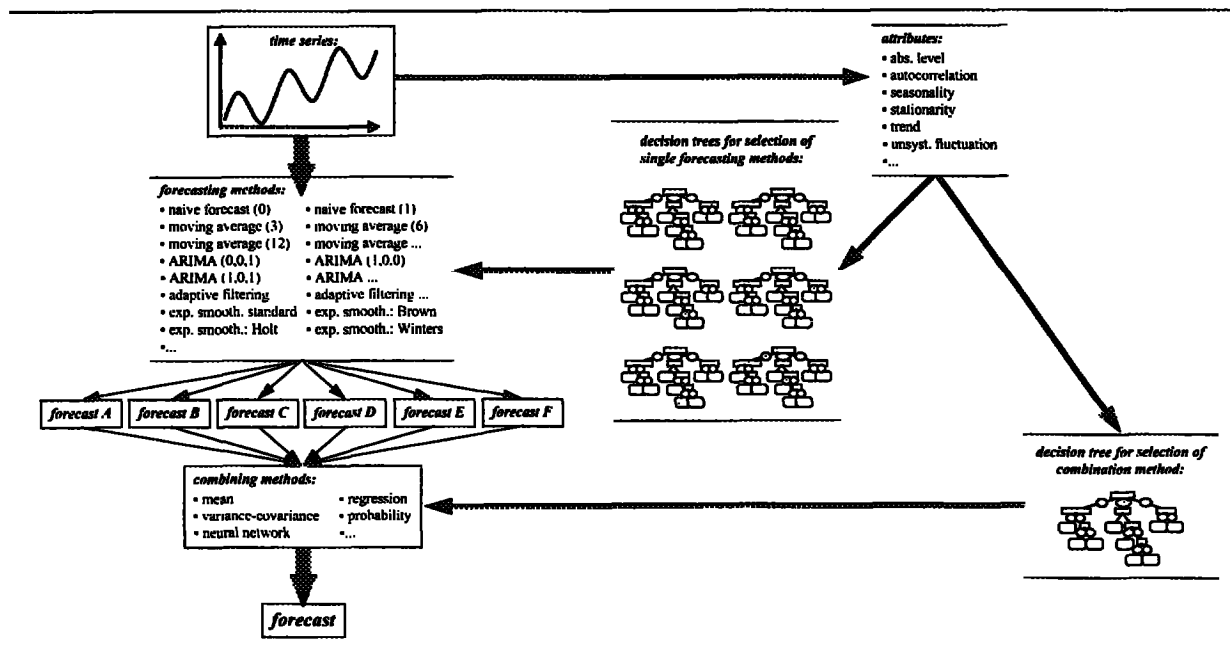 time series:
attributes:
• abs. level
• autocorrelation
• seasonality
• stationarity
• trend
• unsyst. fluctuation
•...
decision trees for selection of
single forecasting methods:
forecasting methods:
• naive forecast (0)
• moving average (3)
• moving average (12)
• ARIMA (0,0,1)
• ARIMA (1,0,1)
• adaptive filtering
• exp. smooth. standard
• exp. smooth.: Holt
•...
• naive forecast (1)
• moving average (6)
• moving average ...
• ARIMA (1,0,0)
• ARIMA ...
• adaptive filtering ...
• exp. smooth.: Brown
• exp. smooth.: Winters
forecast A
forecast B
forecast C
forecast D
forecast E
forecast F
combining methods:
• mean
• variance-covariance
• neural network
• regression
• probability
•...
decision tree for selection of
combination method:
forecast